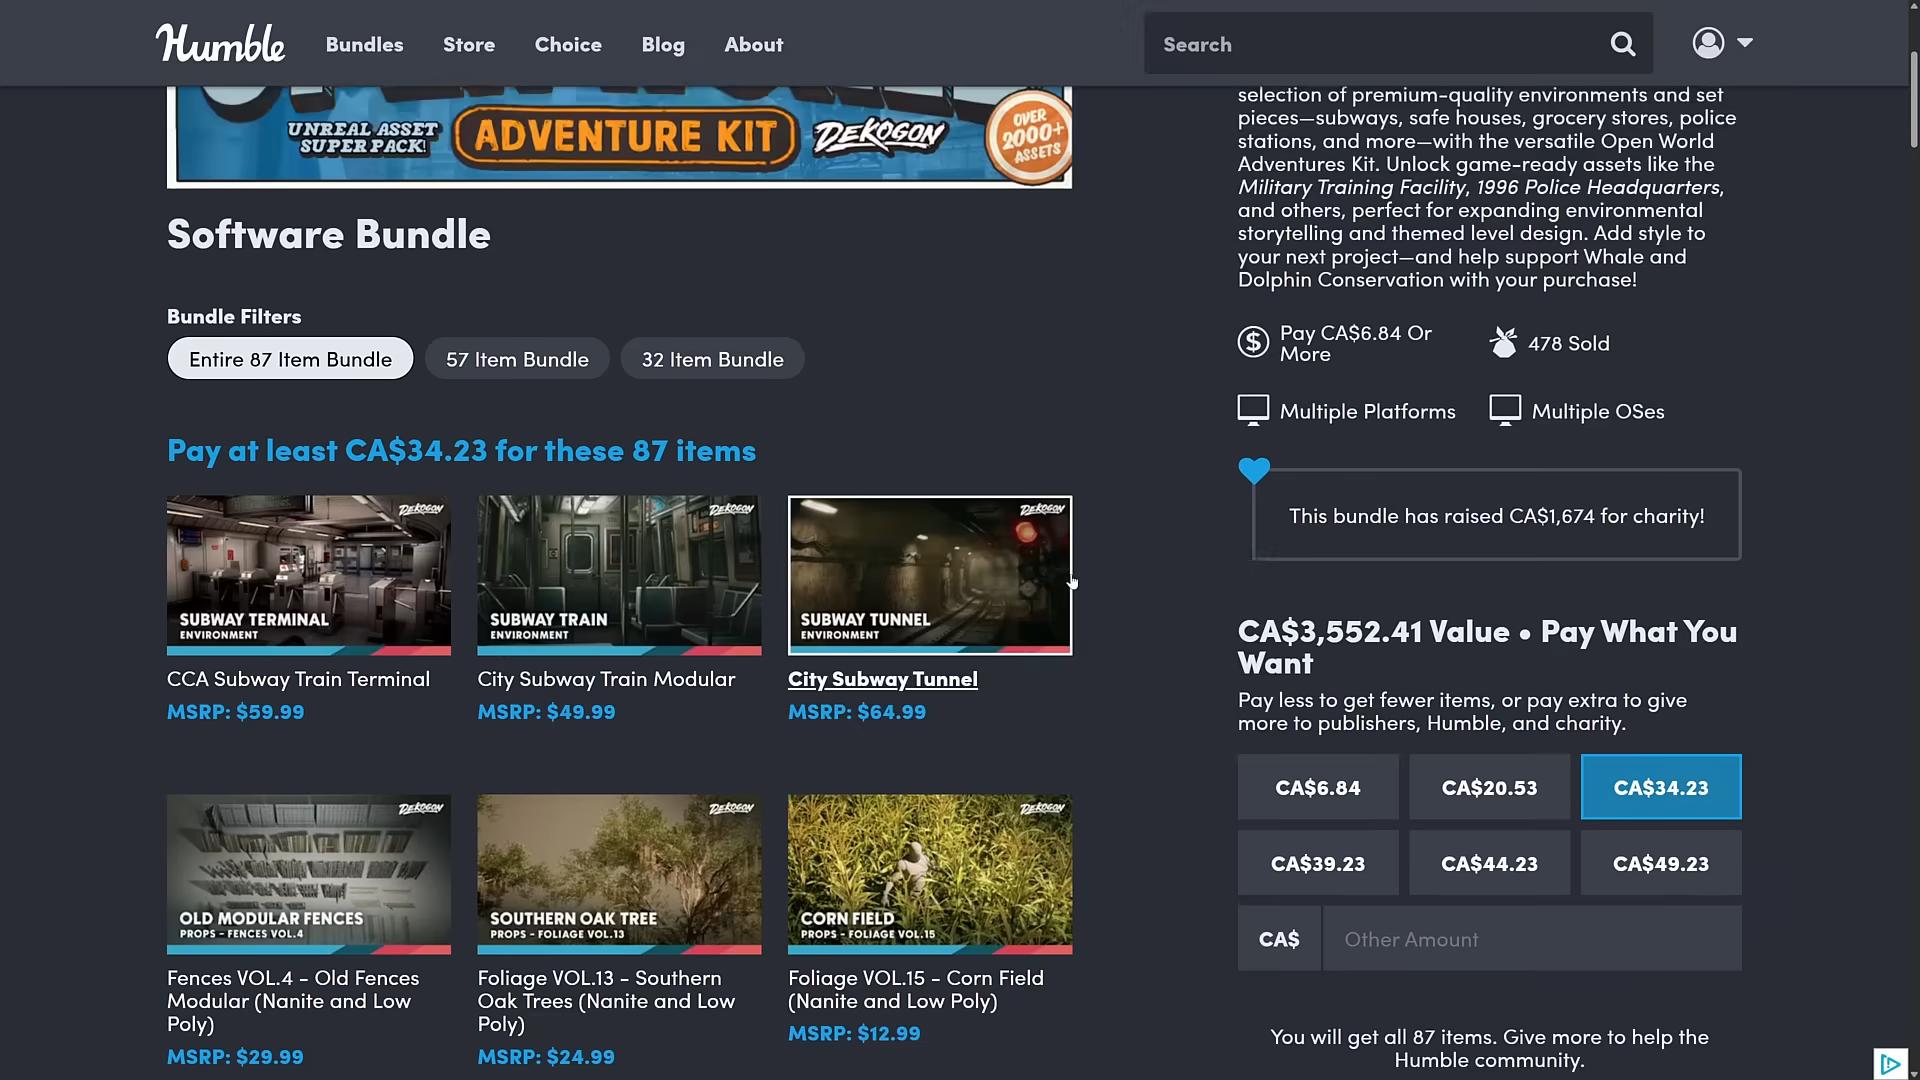 Humble
Bundles
Store
Choice
Blog
About
Search
UNREAL ASSET
SUPER PACK!
ADVENTURE KIT
DEKOGON
OVER
2000+
ASSETS
Software Bundle
Bundle Filters
Entire 87 Item Bundle
57 Item Bundle
32 Item Bundle
Pay at least CA$34.23 for these 87 items
DEKOGON
SUBWAY TERMINAL
ENVIRONMENT
CCA Subway Train Terminal
MSRP: $59.99
DEKOGON
SUBWAY TRAIN
ENVIRONMENT
City Subway Train Modular
MSRP: $49.99
DEKOGON
SUBWAY TUNNEL
ENVIRONMENT
City Subway Tunnel
MSRP: $64.99
DEKOGON
OLD MODULAR FENCES
PROPS - FENCES VOL.4
Fences VOL.4 - Old Fences
Modular (Nanite and Low
Poly)
MSRP: $29.99
DEKOGON
SOUTHERN OAK TREE
PROPS - FOLIAGE VOL.13
Foliage VOL.13 - Southern
Oak Trees (Nanite and Low
Poly)
MSRP: $24.99
DEKOGON
CORN FIELD
PROPS - FOLIAGE VOL.15
Foliage VOL.15 - Corn Field
(Nanite and Low Poly)
MSRP: $12.99
selection of premium-quality environments and set
pieces—subways, safe houses, grocery stores, police
stations, and more—with the versatile Open World
Adventures Kit. Unlock game-ready assets like the
Military Training Facility, 1996 Police Headquarters,
and others, perfect for expanding environmental
storytelling and themed level design. Add style to
your next project—and help support Whale and
Dolphin Conservation with your purchase!
Pay CA$6.84 Or
More
478 Sold
Multiple Platforms
Multiple OSes
This bundle has raised CA$1,674 for charity!
CA$3,552.41 Value • Pay What You
Want
Pay less to get fewer items, or pay extra to give
more to publishers, Humble, and charity.
CA$6.84
CA$20.53
CA$34.23
CA$39.23
CA$44.23
CA$49.23
CA$
Other Amount
You will get all 87 items. Give more to help the
Humble community.